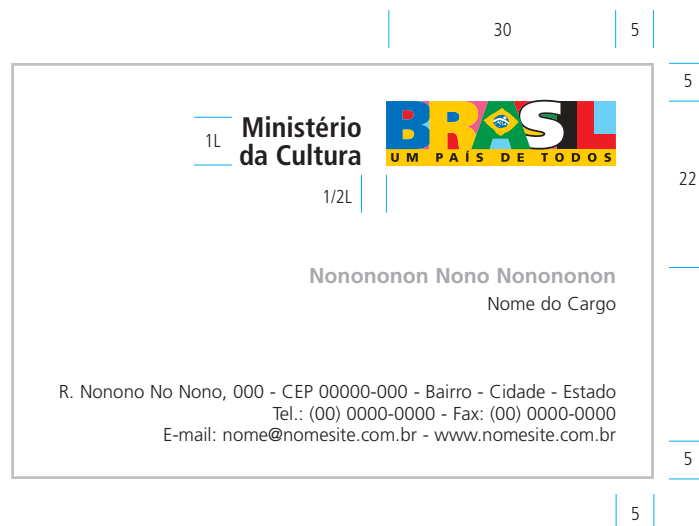 30
5
5
1L
Ministério
da Cultura
BRASIL
UM PAÍS DE TODOS
22
1/2L
Nonononon Nono Nonononon
Nome do Cargo
R. Nonono No Nono, 000 - CEP 00000-000 - Bairro - Cidade - Estado
Tel.: (00) 0000-0000 - Fax: (00) 0000-0000
E-mail: nome@nomesite.com.br - www.nomesite.com.br
5
5